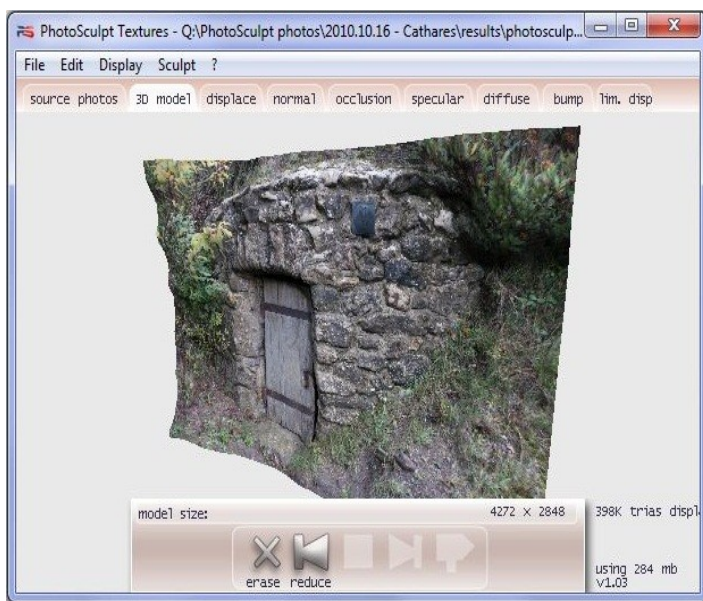 PhotoSculpt Textures - Q:\PhotoSculpt photos\2010.10.16 - Cathares\results\photosculp...
File Edit Display Sculpt ?
source photos 3D model displace normal occlusion specular diffuse bump lim. disp
model size: 4272 x 2848 398K trias displ
erase reduce
using 284 mb
v1.03